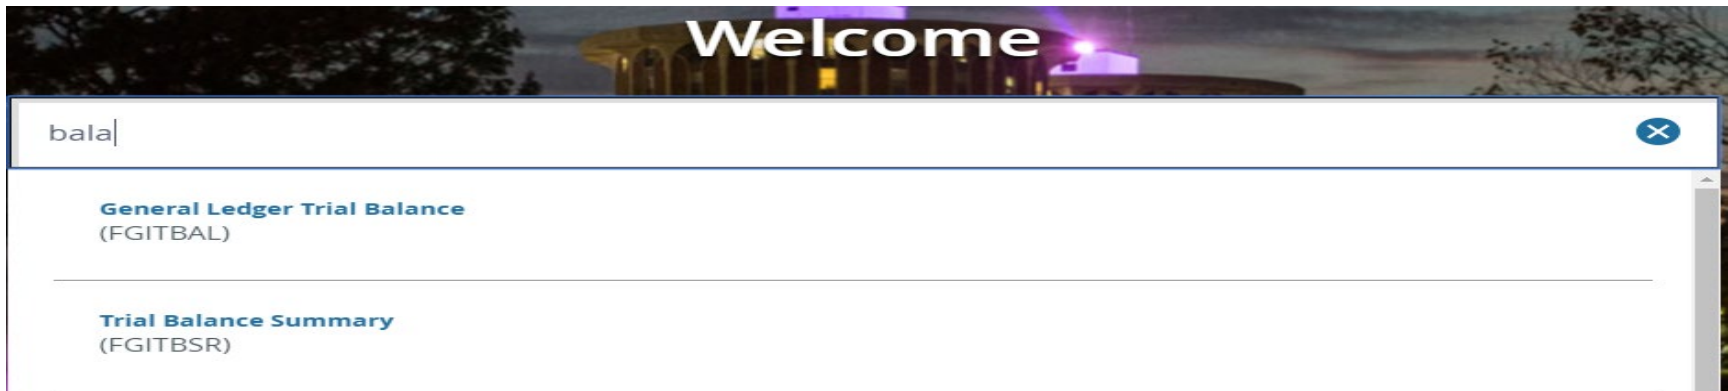 Welcome
bala
General Ledger Trial Balance
(FGITBAL)
Trial Balance Summary
(FGITBSR)